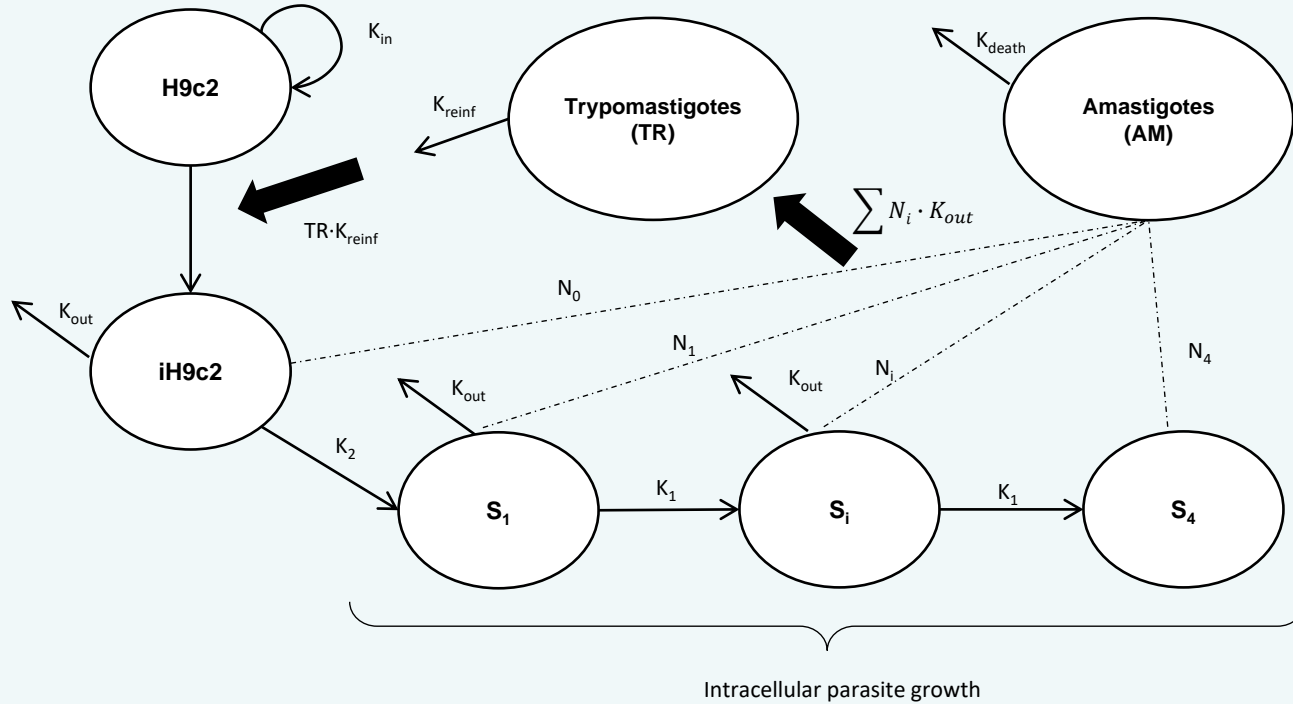 H9c2
K_in
K_reinf
Trypomastigotes
(TR)
K_death
Amastigotes
(AM)
TR·K_reinf
∑ N_i · K_out
K_out
iH9c2
N_0
N_1
N_i
N_4
K_out
K_out
K_2
S_1
K_1
S_i
K_1
S_4
Intracellular parasite growth